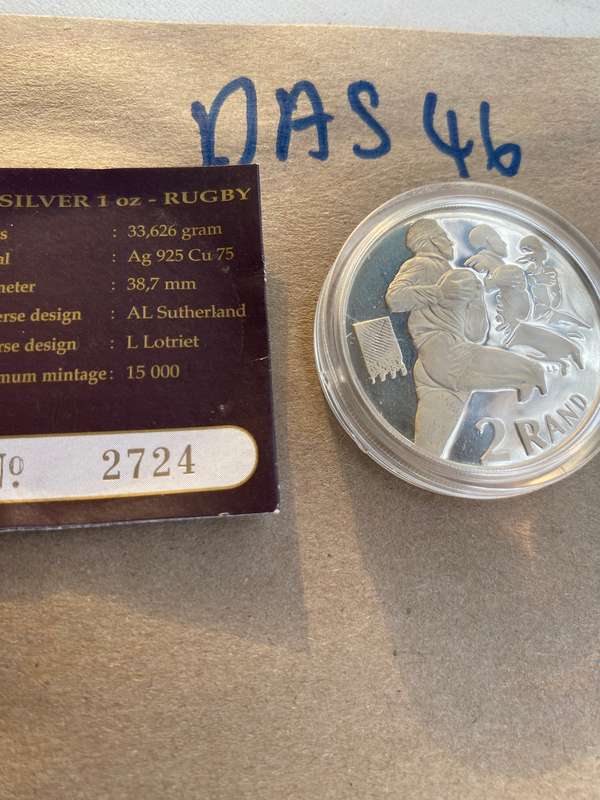 DAS 46
SILVER 1 oz - RUGBY
s : 33,626 gram
al : Ag 925 Cu 75
meter : 38,7 mm
erse design : AL Sutherland
erse design : L Lotriet
mum mintage : 15 000
No 2724
2 RAND